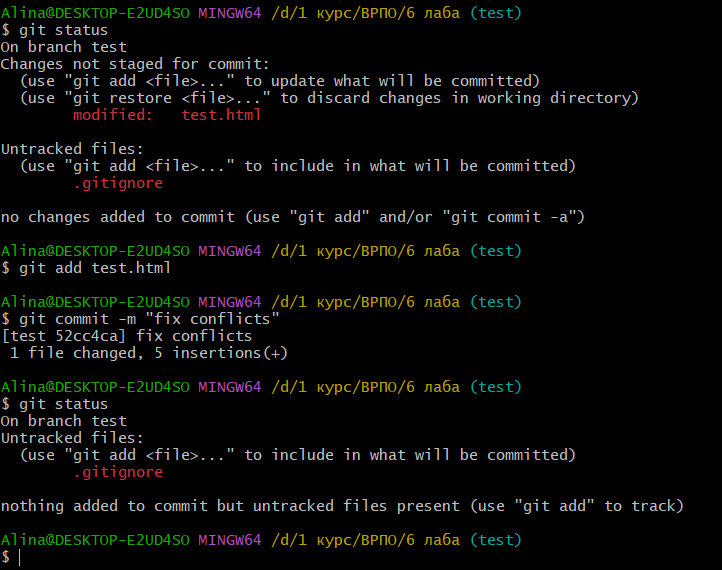 Alina@DESKTOP-E2UD4SO MINGW64 /d/1 курс/ВРПО/6 лаба (test)
$ git status
On branch test
Changes not staged for commit:
  (use "git add <file>..." to update what will be committed)
  (use "git restore <file>..." to discard changes in working directory)
        modified:   test.html

Untracked files:
  (use "git add <file>..." to include in what will be committed)
        .gitignore

no changes added to commit (use "git add" and/or "git commit -a")

Alina@DESKTOP-E2UD4SO MINGW64 /d/1 курс/ВРПО/6 лаба (test)
$ git add test.html

Alina@DESKTOP-E2UD4SO MINGW64 /d/1 курс/ВРПО/6 лаба (test)
$ git commit -m "fix conflicts"
[test 52cc4ca] fix conflicts
 1 file changed, 5 insertions(+)

Alina@DESKTOP-E2UD4SO MINGW64 /d/1 курс/ВРПО/6 лаба (test)
$ git status
On branch test
Untracked files:
  (use "git add <file>..." to include in what will be committed)
        .gitignore

nothing added to commit but untracked files present (use "git add" to track)

Alina@DESKTOP-E2UD4SO MINGW64 /d/1 курс/ВРПО/6 лаба (test)
$